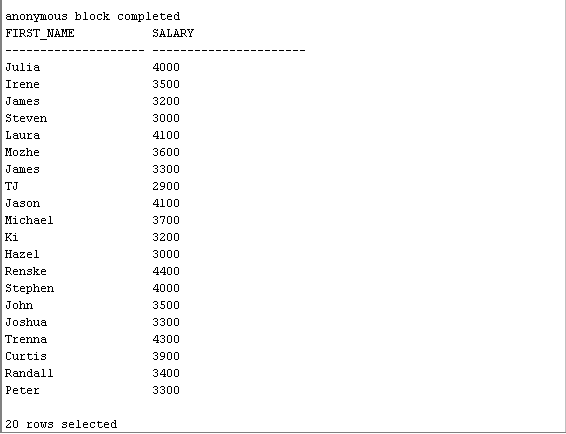 anonymous block completed
FIRST_NAME           SALARY
-------------------- ----------------------
Julia                4000
Irene                3500
James                3200
Steven               3000
Laura                4100
Mozhe                3600
James                3300
TJ                   2900
Jason                4100
Michael              3700
Ki                   3200
Hazel                3000
Renske               4400
Stephen              4000
John                 3500
Joshua               3300
Trenna               4300
Curtis               3900
Randall              3400
Peter                3300

20 rows selected